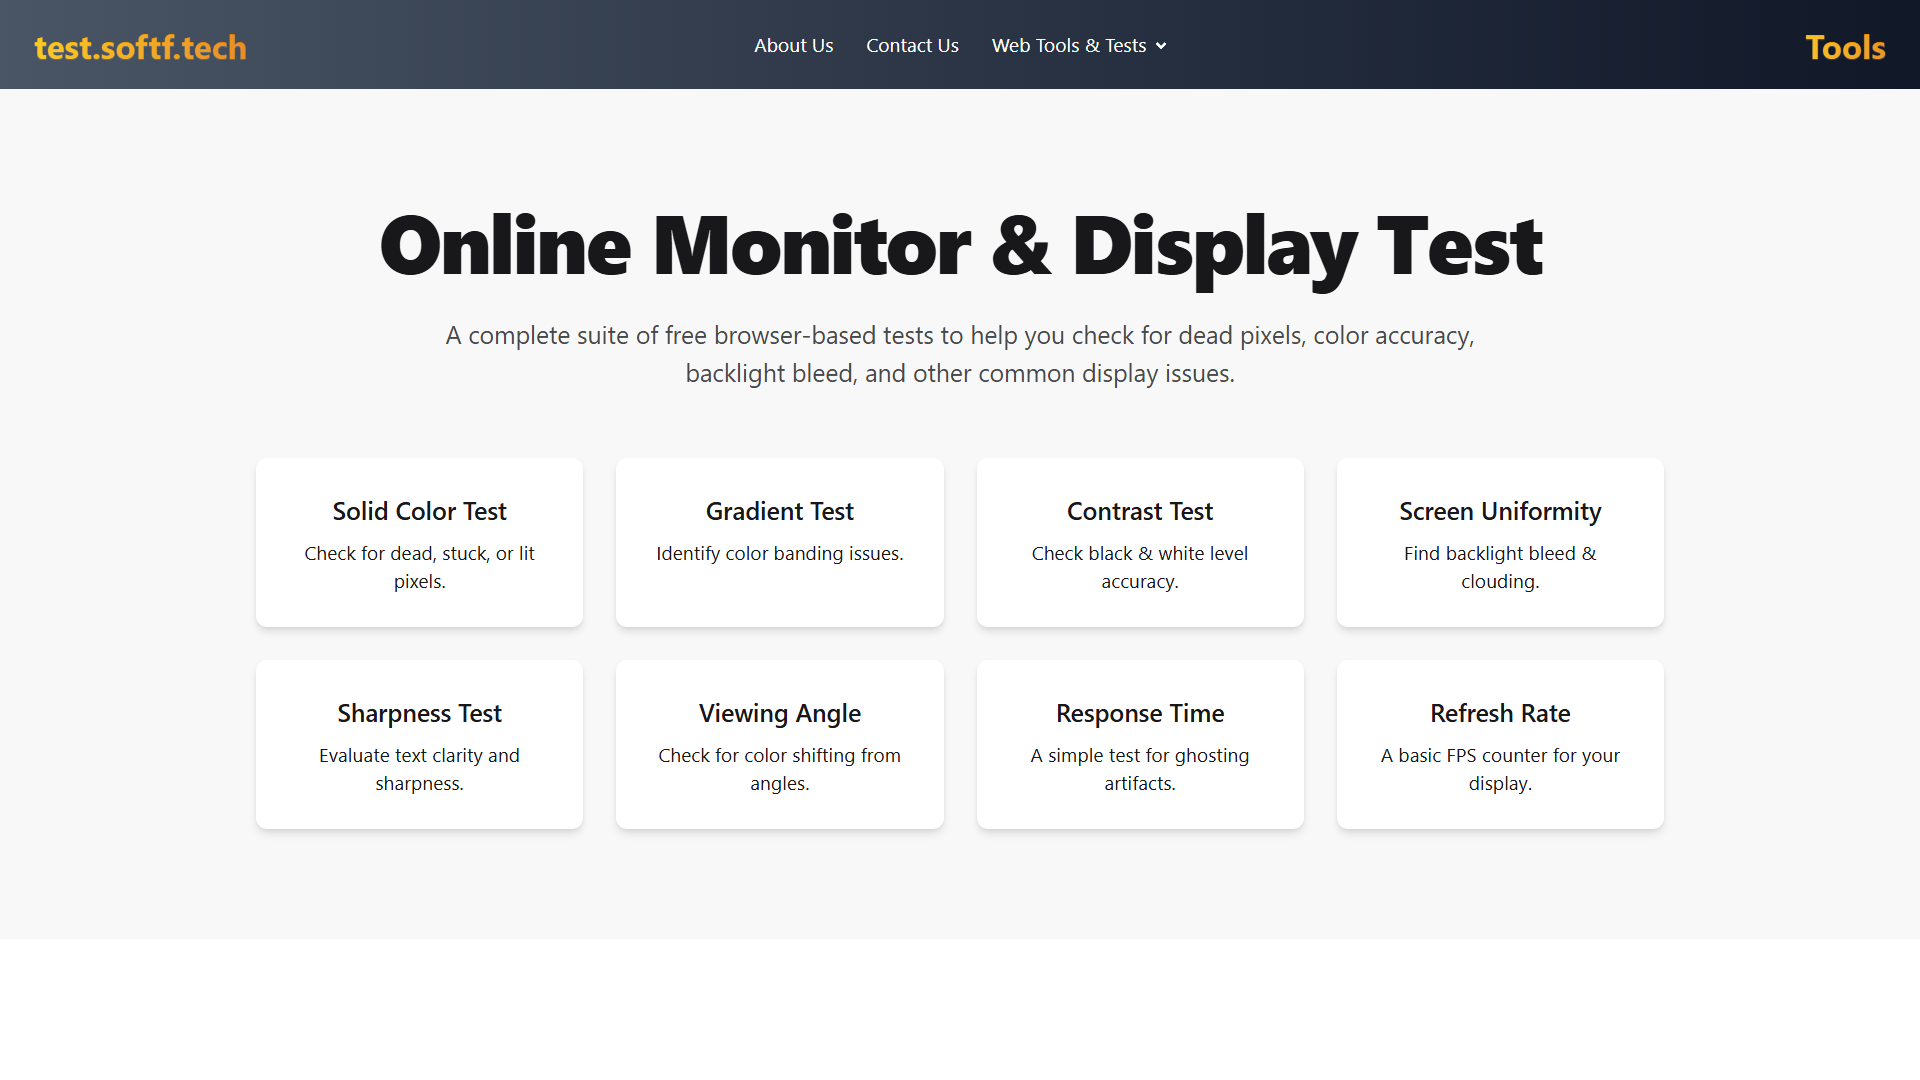 test.softf.tech
About Us
Contact Us
Web Tools & Tests
Tools
Online Monitor & Display Test
A complete suite of free browser-based tests to help you check for dead pixels, color accuracy,
backlight bleed, and other common display issues.
Solid Color Test
Check for dead, stuck, or lit
pixels.
Gradient Test
Identify color banding issues.
Contrast Test
Check black & white level
accuracy.
Screen Uniformity
Find backlight bleed &
clouding.
Sharpness Test
Evaluate text clarity and
sharpness.
Viewing Angle
Check for color shifting from
angles.
Response Time
A simple test for ghosting
artifacts.
Refresh Rate
A basic FPS counter for your
display.